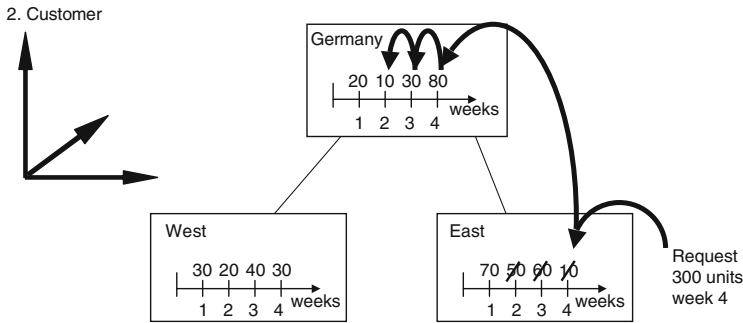 2. Customer
Germany
20 10 30 80
weeks
1 2 3 4
West
30 20 40 30
weeks
1 2 3 4
East
70 50 60 10
weeks
1 2 3 4
Request
300 units
week 4